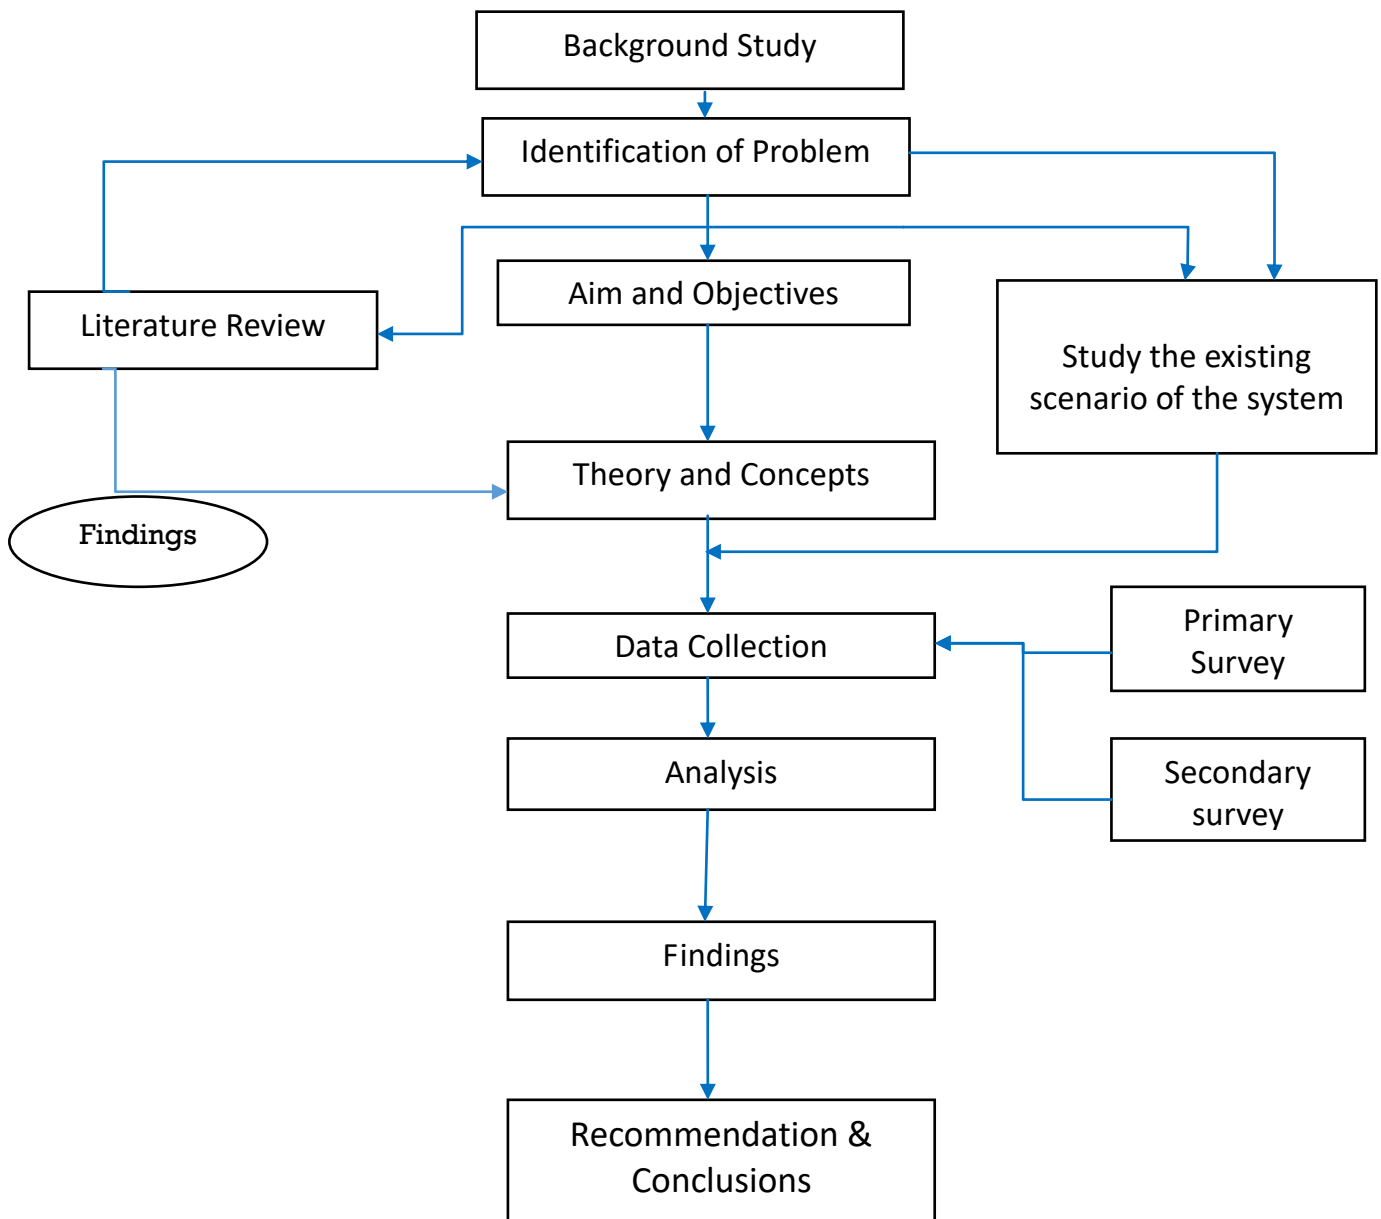 Background Study
Identification of Problem
Aim and Objectives
Literature Review
Study the existing
scenario of the system
Theory and Concepts
Findings
Data Collection
Primary
Survey
Analysis
Secondary
survey
Findings
Recommendation &
Conclusions